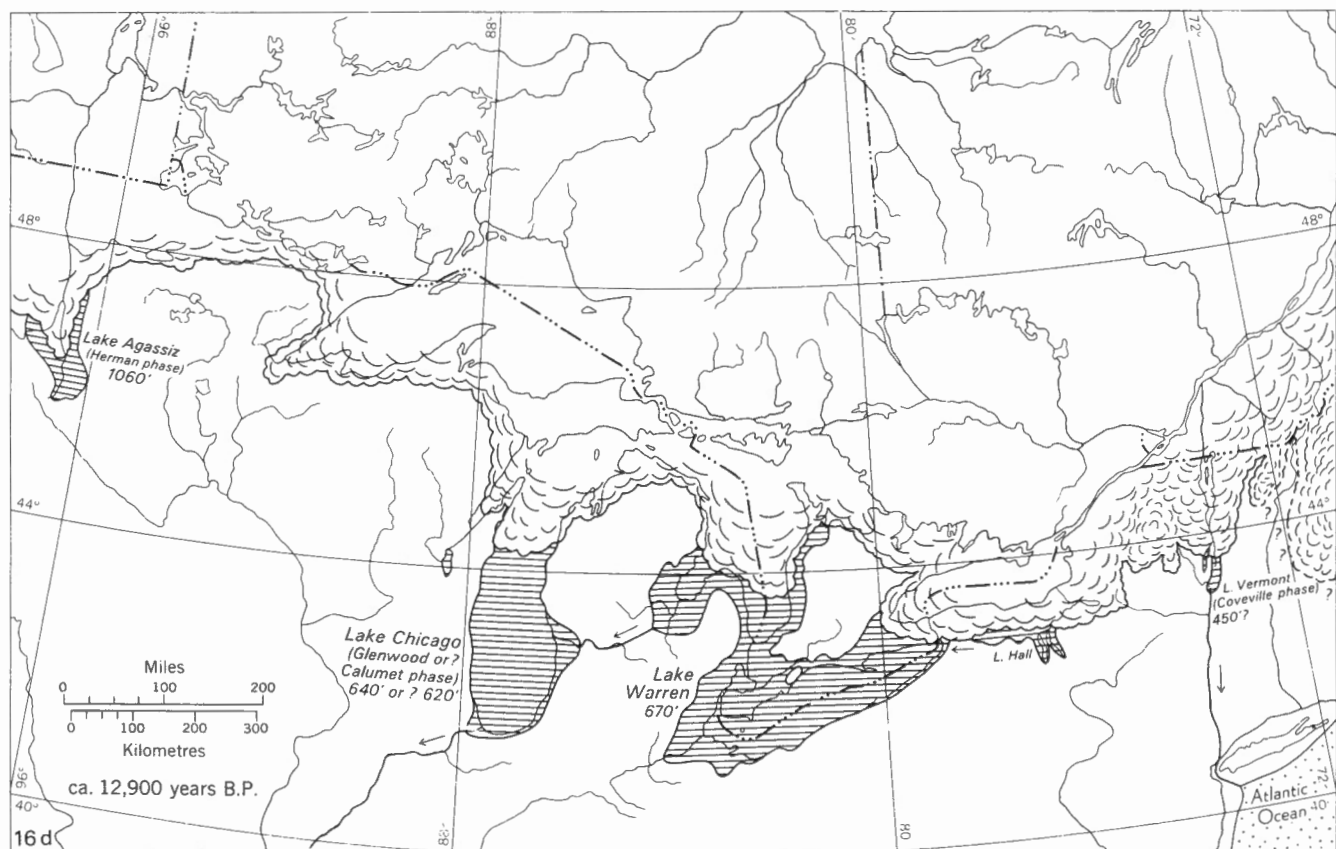 96°
88°
80°
72°
48°
48°
Lake Agassiz
(Herman phase)
1060'
44°
44°
L. Vermont
(Coveville phase)
450'?
?
?
?
?
?
Lake Chicago
(Glenwood or ?
Calumet phase)
640' or ? 620'
Lake
Warren
670'
L. Hall
Miles
0 100 200
0 100 200 300
Kilometres
ca. 12,900 years B.P.
96°
40°
88°
80
72°
40°
Atlantic
Ocean
16 d